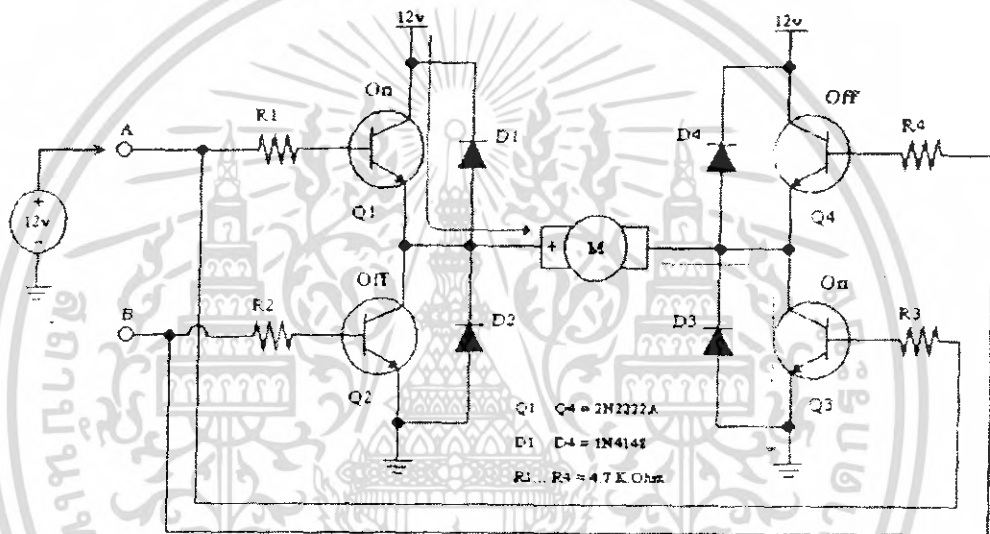 12v
12v
On
Off
R1
R4
A
D1
D4
12v
+
-
Q1
Q4
+
M
Off
On
B
R2
R3
D2
D3
Q2
Q3
Q1 Q4 = 2N2222A
D1 D4 = 1N4148
R1... R4 = 4.7 K.Ohm